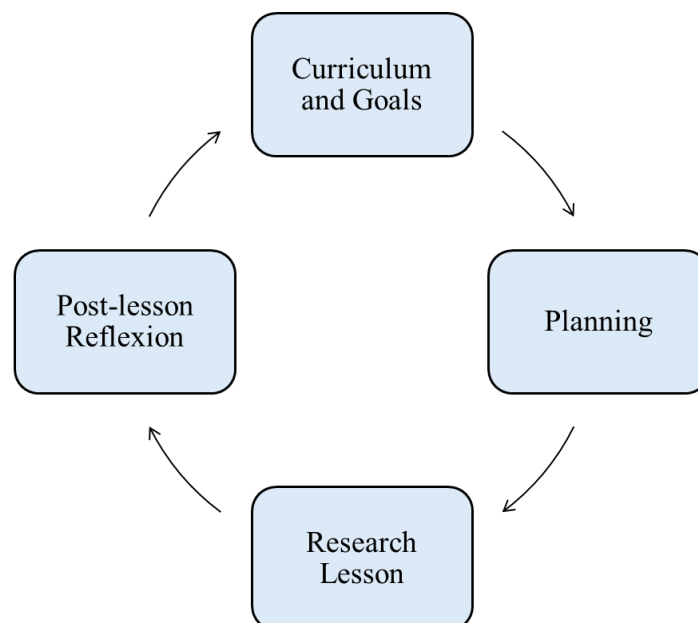 Curriculum
and Goals
Planning
Research
Lesson
Post-lesson
Reflexion